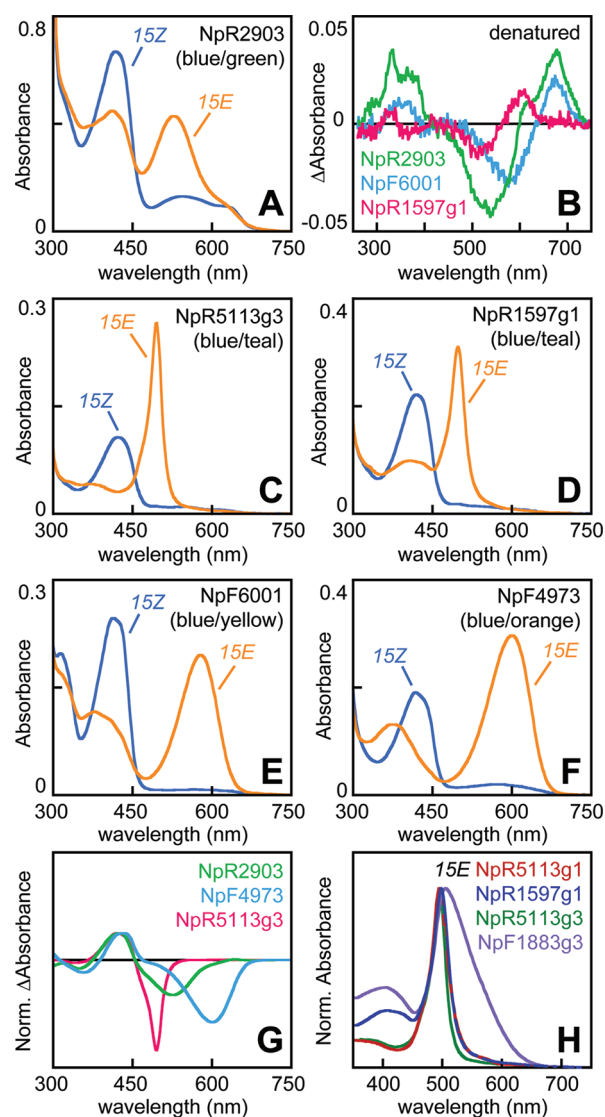 0.8
15Z
NpR2903
(blue/green)
15E
Absorbance
0
A
300 450 600 750
wavelength (nm)
0.05
denatured
ΔAbsorbance
0
NpR2903
NpF6001
NpR1597g1
-0.05
B
300 500 700
wavelength (nm)
0.3
NpR5113g3
(blue/teal)
15E
15Z
Absorbance
0
C
300 450 600 750
wavelength (nm)
0.4
NpR1597g1
(blue/teal)
15Z
15E
Absorbance
0
D
300 450 600 750
wavelength (nm)
0.3
15Z
NpF6001
(blue/yellow)
15E
Absorbance
0
E
300 450 600 750
wavelength (nm)
0.4
NpF4973
(blue/orange)
15Z
15E
Absorbance
0
F
300 450 600 750
wavelength (nm)
NpR2903
NpF4973
NpR5113g3
Norm. ΔAbsorbance
G
300 450 600 750
wavelength (nm)
15E NpR5113g1
NpR1597g1
NpR5113g3
NpF1883g3
Norm. Absorbance
H
400 500 600 700
wavelength (nm)